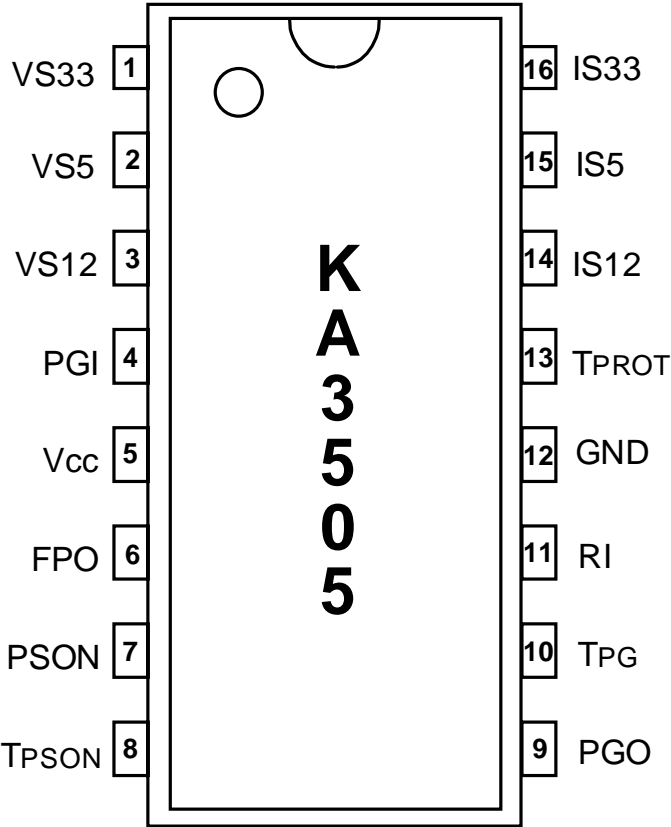 VS33 1 16 IS33
VS5 2 15 IS5
VS12 3 14 IS12
PGI 4 13 TPROT
Vcc 5 12 GND
FPO 6 11 RI
PSON 7 10 TPG
TPSON 8 9 PGO
K
A
3
5
0
5